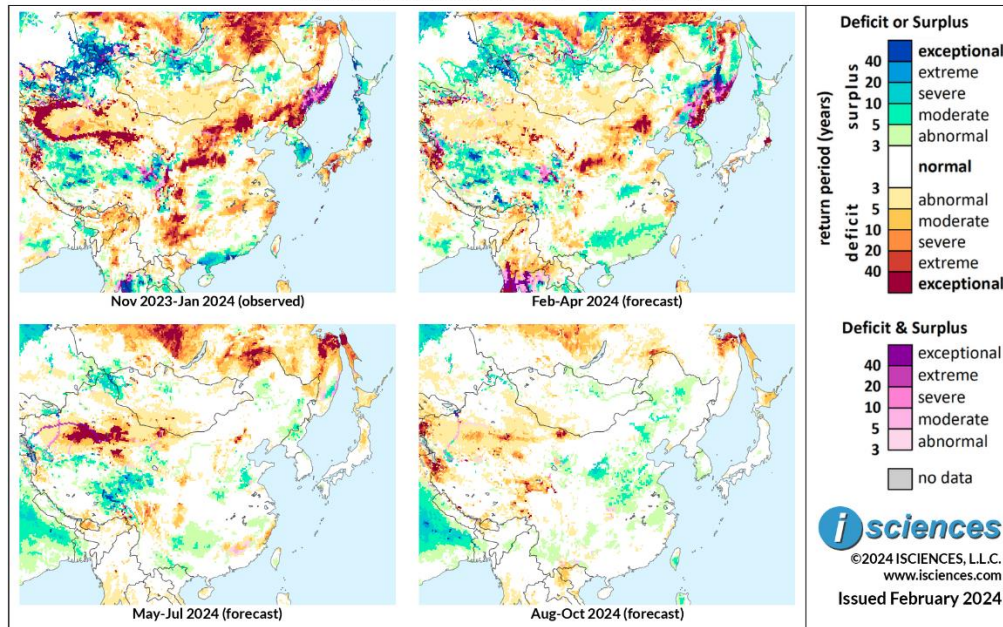 Nov 2023-Jan 2024 (observed)
Feb-Apr 2024 (forecast)
May-Jul 2024 (forecast)
Aug-Oct 2024 (forecast)
Deficit or Surplus
return period (years)
surplus
deficit
40
20
10
5
3
exceptional
extreme
severe
moderate
abnormal
normal
3
5
10
20
40
abnormal
moderate
severe
extreme
exceptional
Deficit & Surplus
40
20
10
5
3
exceptional
extreme
severe
moderate
abnormal
no data
i sciences
©2024 ISCIENCES, L.L.C.
www.isciences.com
Issued February 2024